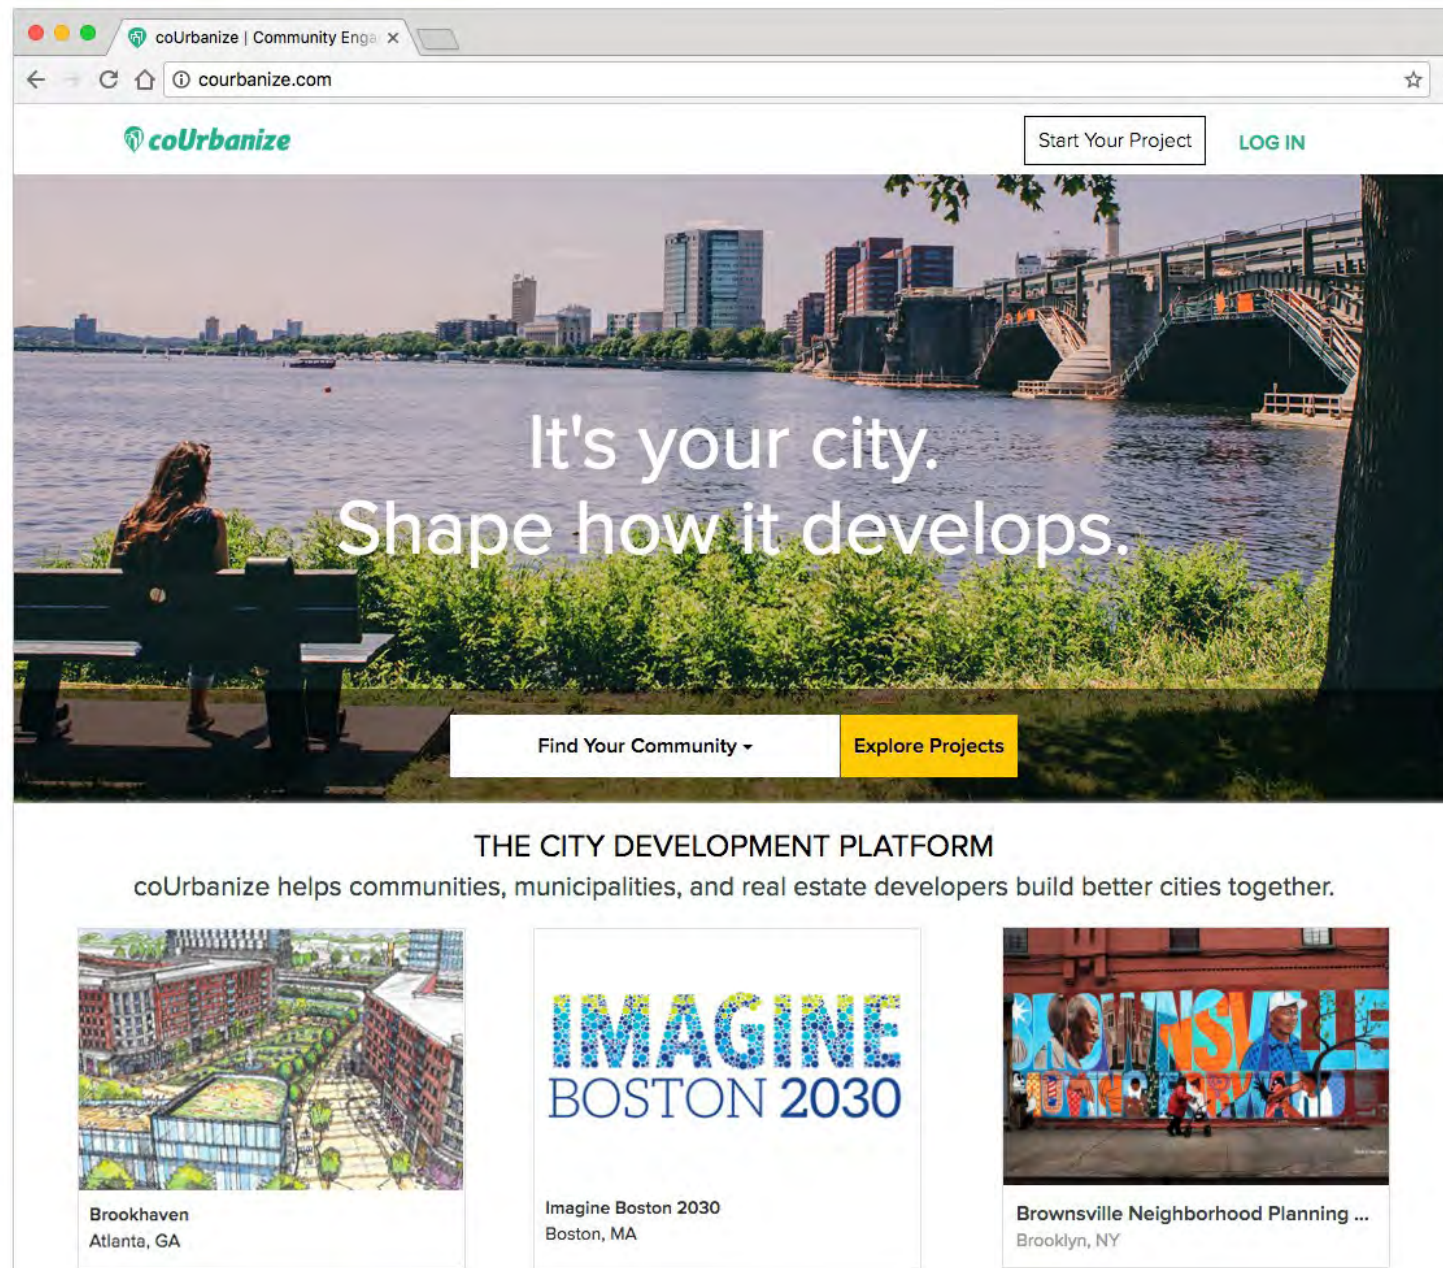 coUrbanize | Community Enga
courbanize.com
coUrbanize
Start Your Project
LOG IN
It's your city.
Shape how it develops.
Find Your Community
Explore Projects
THE CITY DEVELOPMENT PLATFORM
coUrbanize helps communities, municipalities, and real estate developers build better cities together.
IMAGINE
BOSTON 2030
BROWNSVILLE
Brookhaven
Atlanta, GA
Imagine Boston 2030
Boston, MA
Brownsville Neighborhood Planning ...
Brooklyn, NY